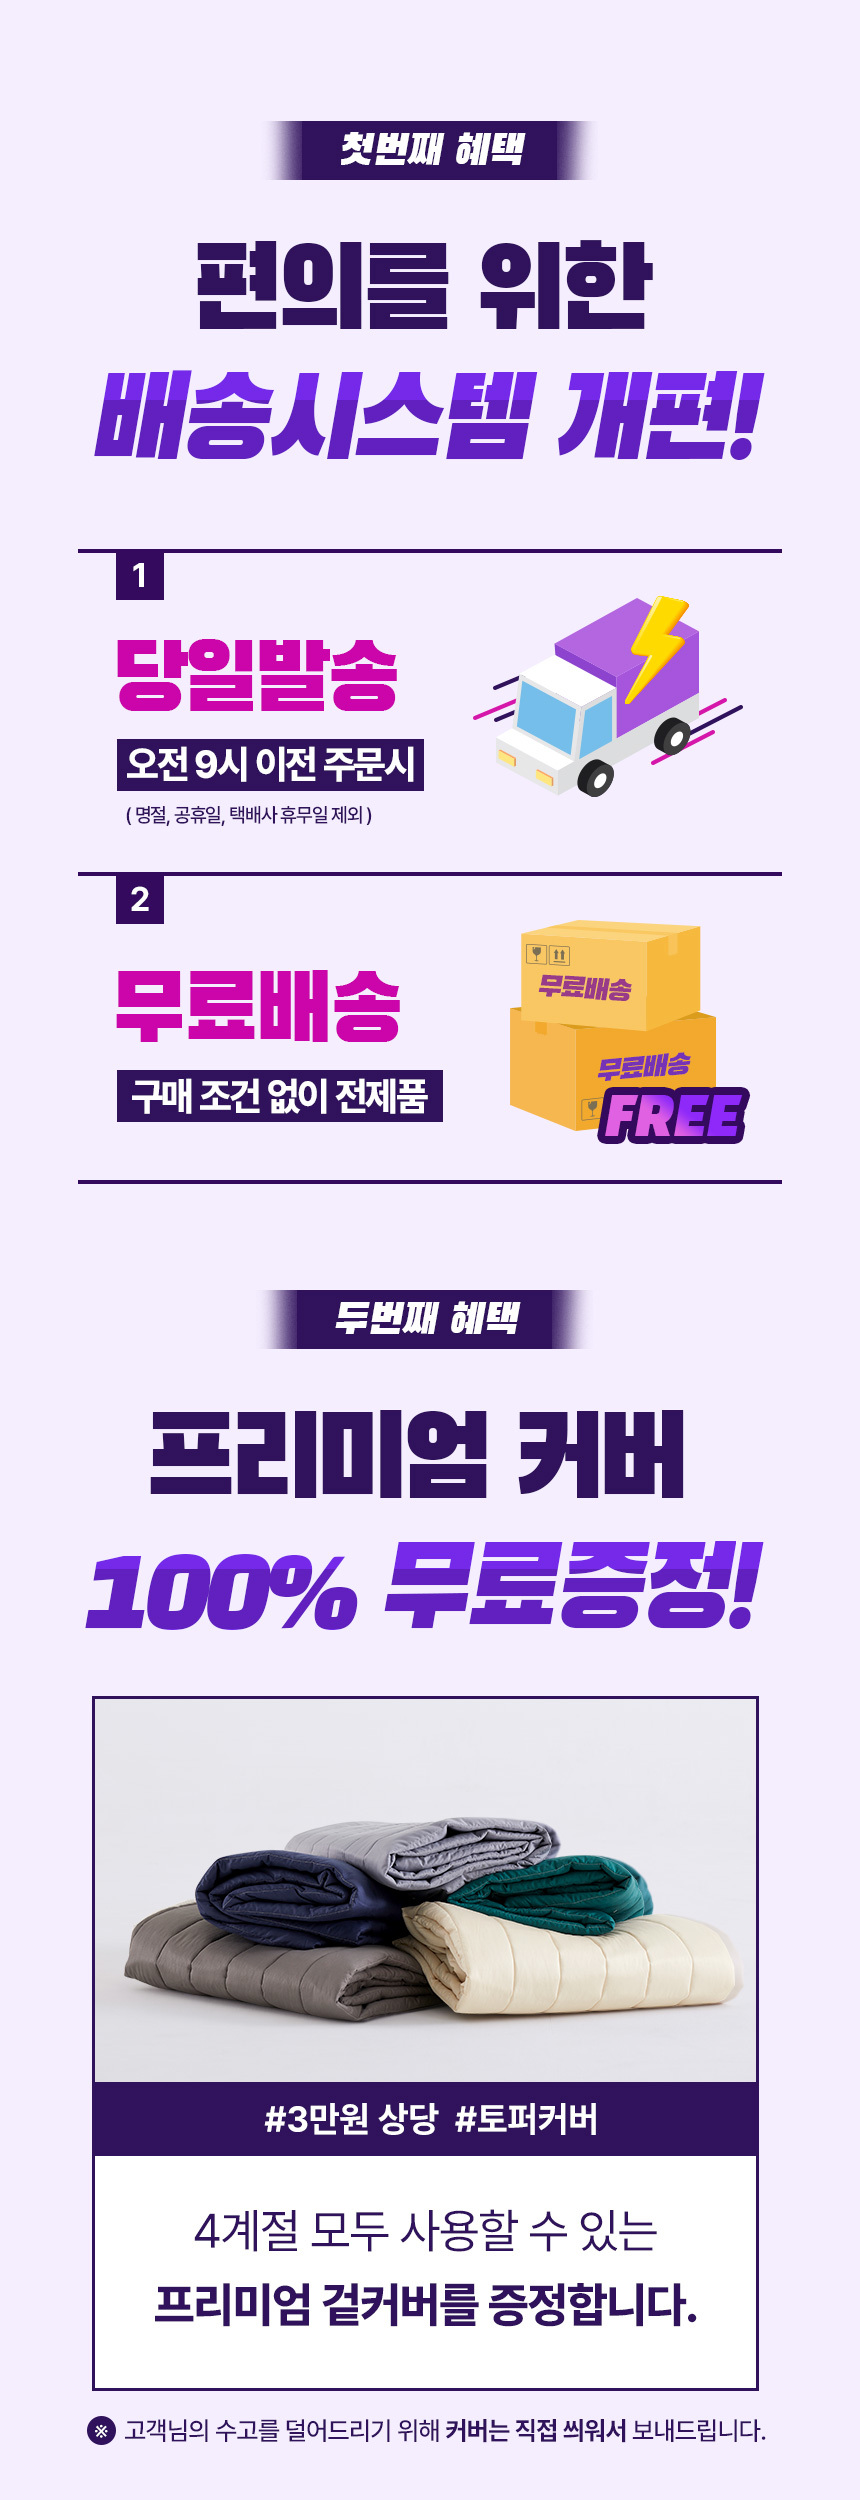 첫번째 혜택
편의를 위한
배송시스템 개편!
1
당일발송
오전 9시 이전 주문시
( 명절, 공휴일, 택배사 휴무일 제외 )
2
무료배송
구매 조건 없이 전제품
무료배송
무료배송
FREE
두번째 혜택
프리미엄 커버
100% 무료증정!
#3만원 상당 #토퍼커버
4계절 모두 사용할 수 있는
프리미엄 겉커버를 증정합니다.
※ 고객님의 수고를 덜어드리기 위해 커버는 직접 씌워서 보내드립니다.